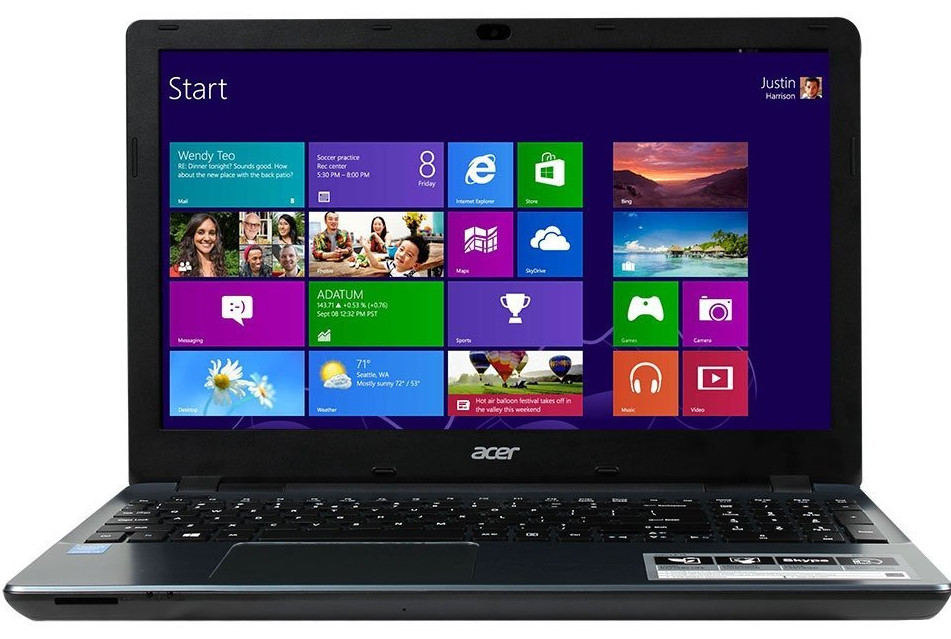 Start
Justin
Harrison
Wendy Teo
RE: Dinner tonight? Sounds good. How
about the new place with the back patio?
Mail
8
Soccer practice
Rec center
5:30 PM – 8:00 PM
8
Friday
Internet Explorer
Store
Bing
Photos
Maps
SkyDrive
Messaging
ADATUM
143.71 ▲ +0.53 % (+0.76)
Sept 08 12:32 PM PST
Sports
Games
Camera
Desktop
71°
Seattle, WA
Mostly sunny 72° / 53°
Weather
Hot air balloon festival takes off in
the valley this weekend
Music
Video
acer
Skype